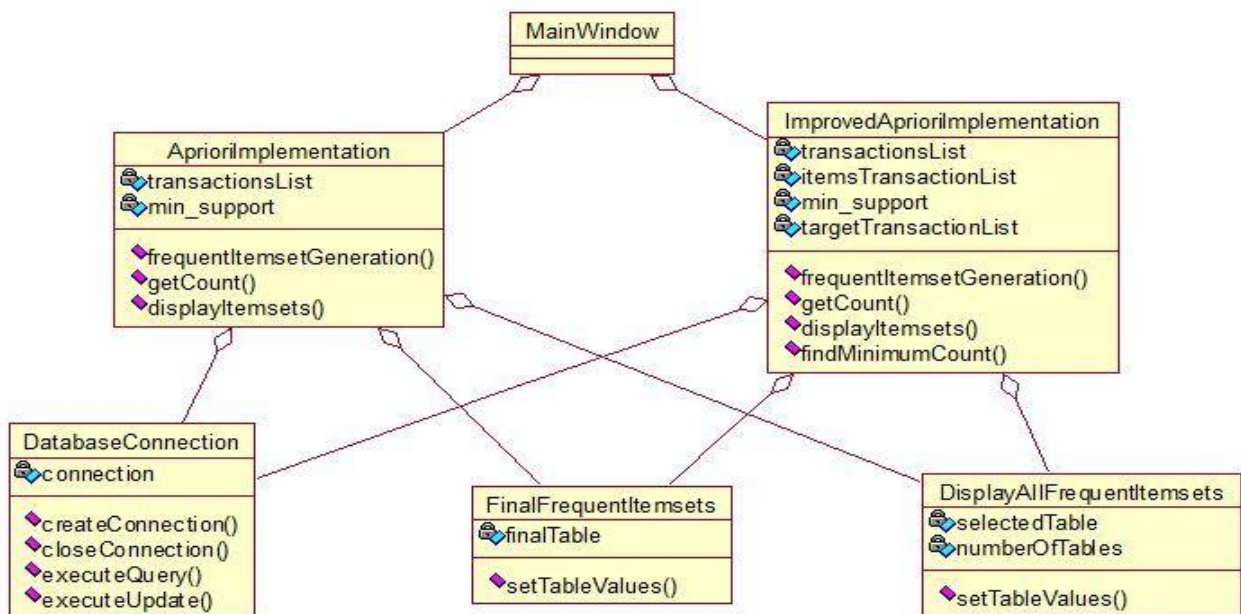 MainWindow
AprioriImplementation
transactionsList
min_support
frequentItemsetGeneration()
getCount()
displayItemsets()
ImprovedAprioriImplementation
transactionsList
itemsTransactionList
min_support
targetTransactionList
frequentItemsetGeneration()
getCount()
displayItemsets()
findMinimumCount()
DatabaseConnection
connection
createConnection()
closeConnection()
executeQuery()
executeUpdate()
FinalFrequentItemsets
finalTable
setTableValues()
DisplayAllFrequentItemsets
selectedTable
numberOfTables
setTableValues()